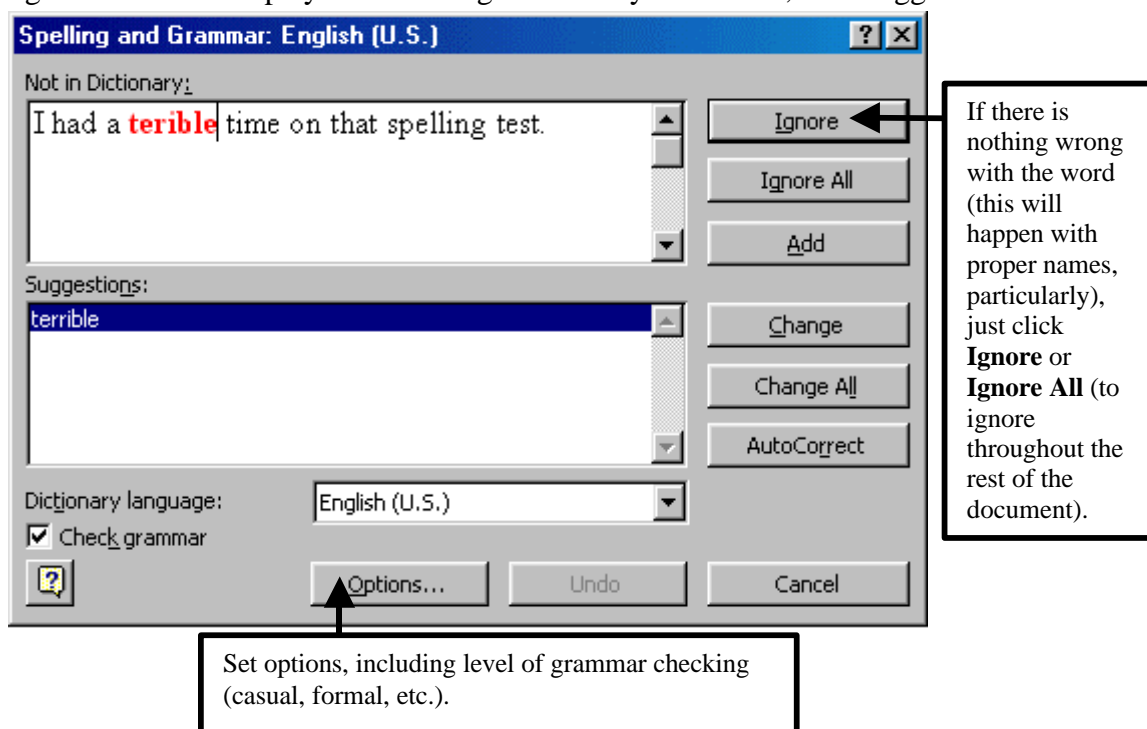 Spelling and Grammar: English (U.S.)
Not in Dictionary:
I had a terible time on that spelling test.
Ignore
Ignore All
Add
Suggestions:
terrible
Change
Change All
AutoCorrect
Dictionary language:
English (U.S.)
Check grammar
Options...
Undo
Cancel
If there is
nothing wrong
with the word
(this will
happen with
proper names,
particularly),
just click
Ignore or
Ignore All (to
ignore
throughout the
rest of the
document).
Set options, including level of grammar checking
(casual, formal, etc.).